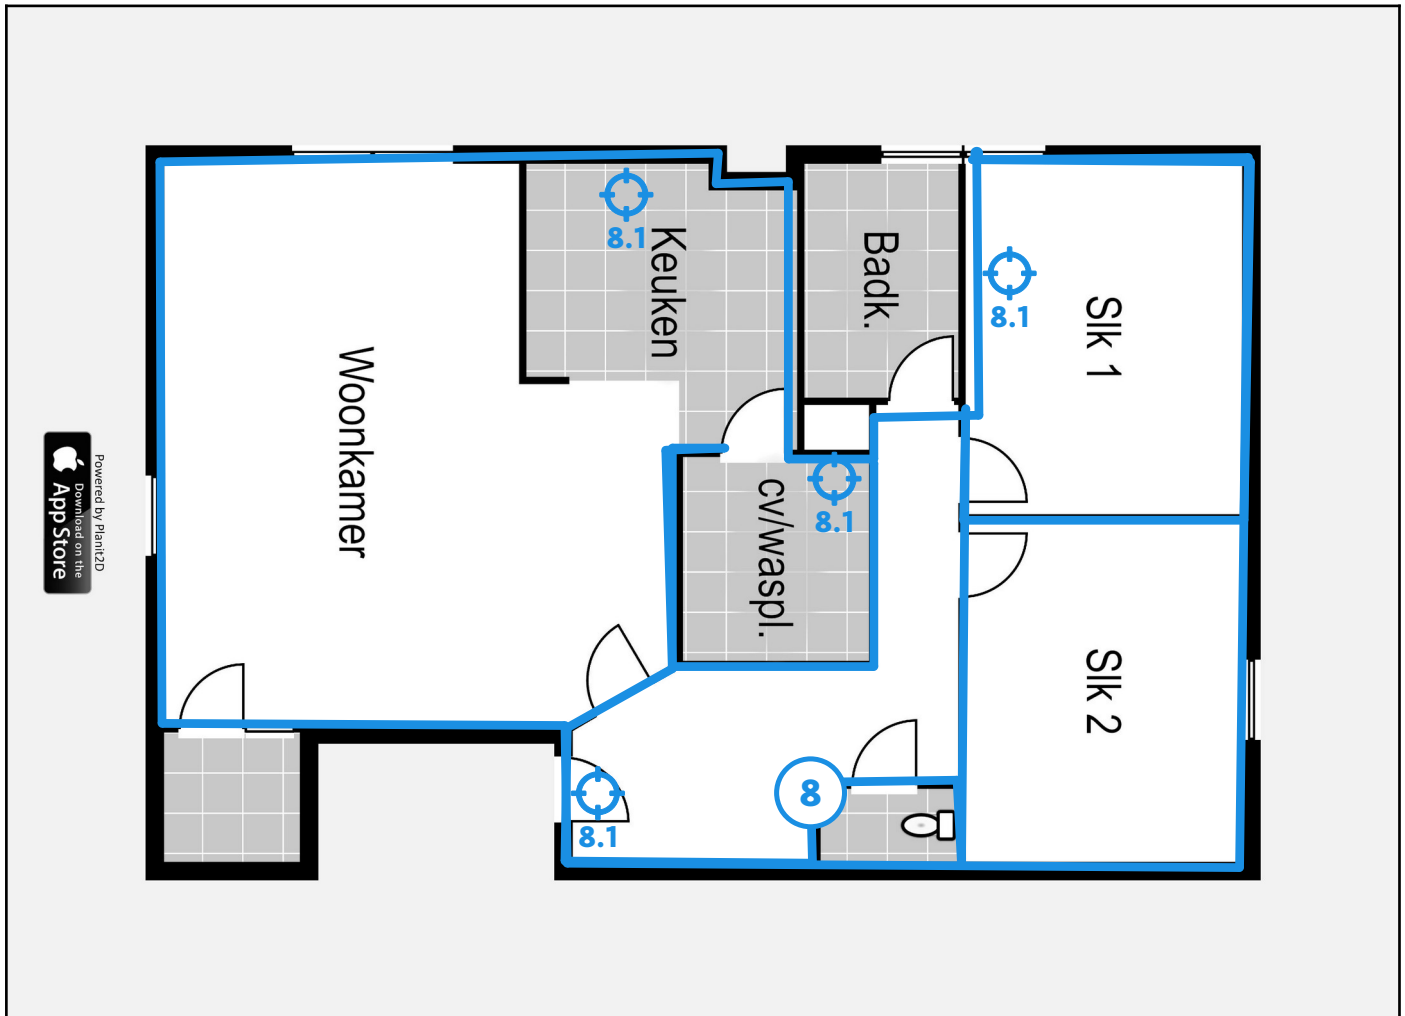 8.1
Keuken
Badk.
8.1
Slk 1
Woonkamer
8.1
cv/waspl.
Powered by Planit2D
Download on the
App Store
Slk 2
8
8.1